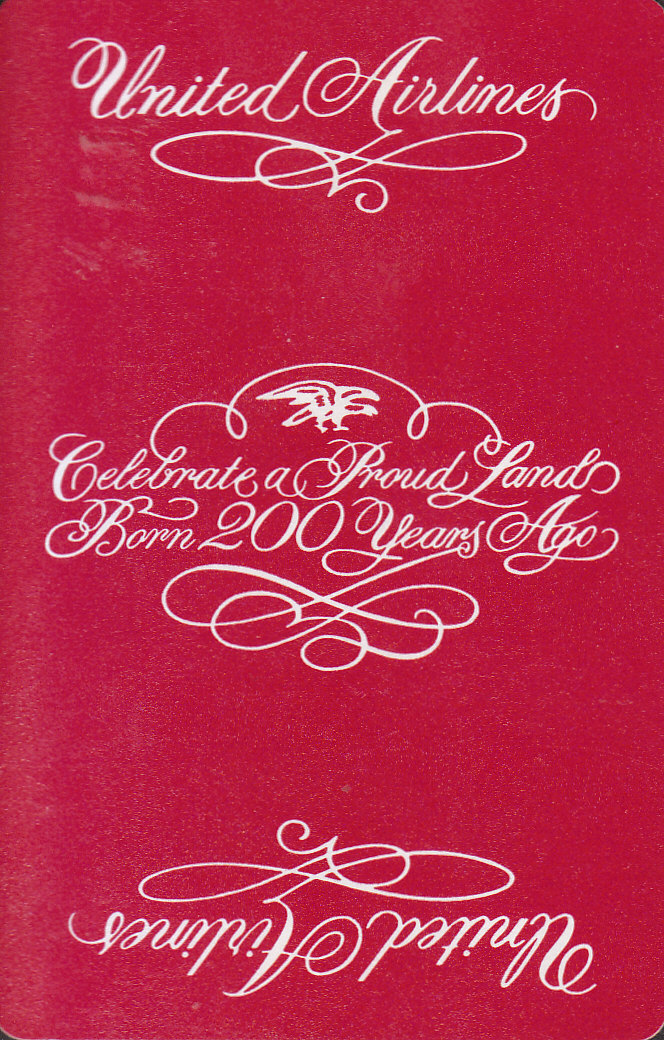 United Airlines
Celebrate a Proud Land
Born 200 Years Ago
United Airlines